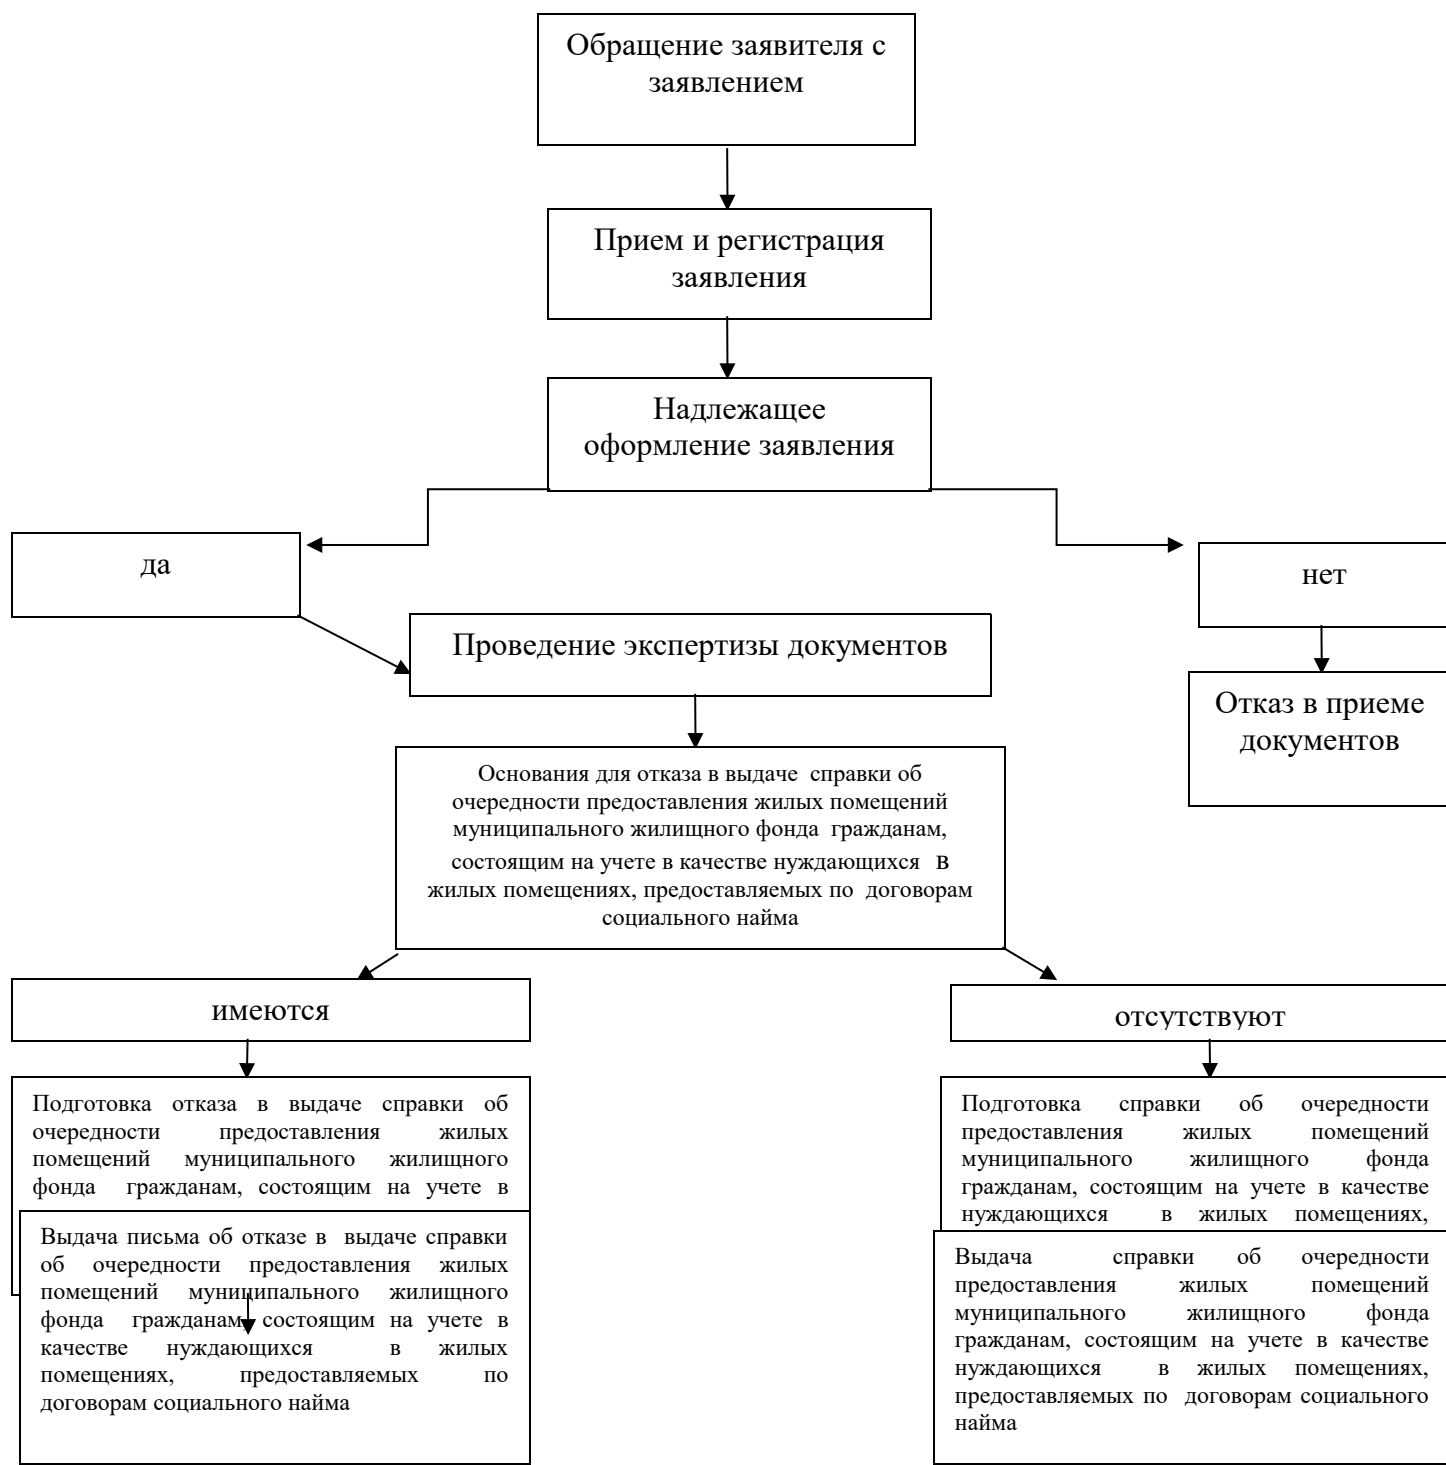 Обращение заявителя с
заявлением
Прием и регистрация
заявления
Надлежащее
оформление заявления
да
нет
Проведение экспертизы документов
Отказ в приеме
документов
Основания для отказа в выдаче справки об
очередности предоставления жилых помещений
муниципального жилищного фонда гражданам,
состоящим на учете в качестве нуждающихся в
жилых помещениях, предоставляемых по договорам
социального найма
имеются
отсутствуют
Подготовка отказа в выдаче справки об
очередности предоставления жилых
помещений муниципального жилищного
фонда гражданам, состоящим на учете в
Выдача письма об отказе в выдаче справки
об очередности предоставления жилых
помещений муниципального жилищного
фонда гражданам, состоящим на учете в
качестве нуждающихся в жилых
помещениях, предоставляемых по
договорам социального найма
Подготовка справки об очередности
предоставления жилых помещений
муниципального жилищного фонда
гражданам, состоящим на учете в качестве
нуждающихся в жилых помещениях,
Выдача справки об очередности
предоставления жилых помещений
муниципального жилищного фонда
гражданам, состоящим на учете в качестве
нуждающихся в жилых помещениях,
предоставляемых по договорам социального
найма